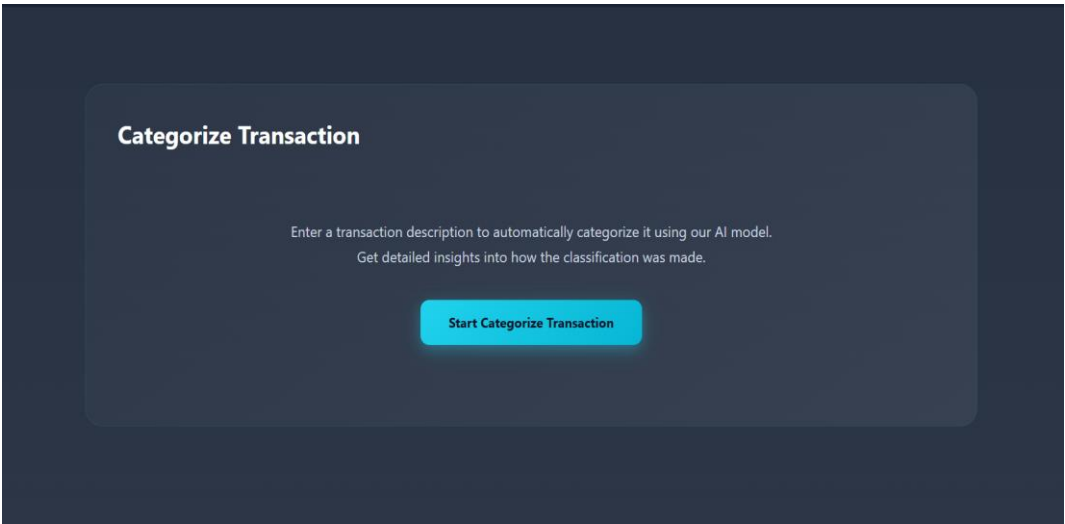 Categorize Transaction
Enter a transaction description to automatically categorize it using our AI model.
Get detailed insights into how the classification was made.
Start Categorize Transaction